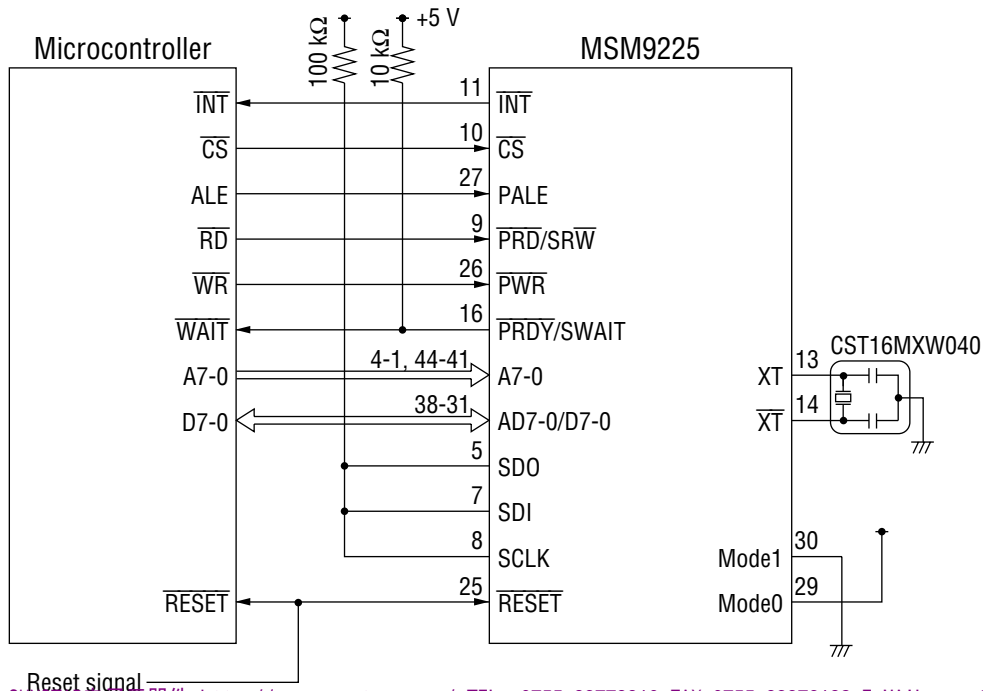 +5 V
100 kΩ
10 kΩ
Microcontroller
MSM9225
INT
11
INT
CS
10
CS
ALE
27
PALE
RD
9
PRD/SRW
WR
26
PWR
WAIT
16
PRDY/SWAIT
CST16MXW040
A7-0
4-1, 44-41
A7-0
XT
13
D7-0
38-31
AD7-0/D7-0
XT
14
5
SDO
7
SDI
8
SCLK
Mode1
30
RESET
25
RESET
Mode0
29
Reset signal